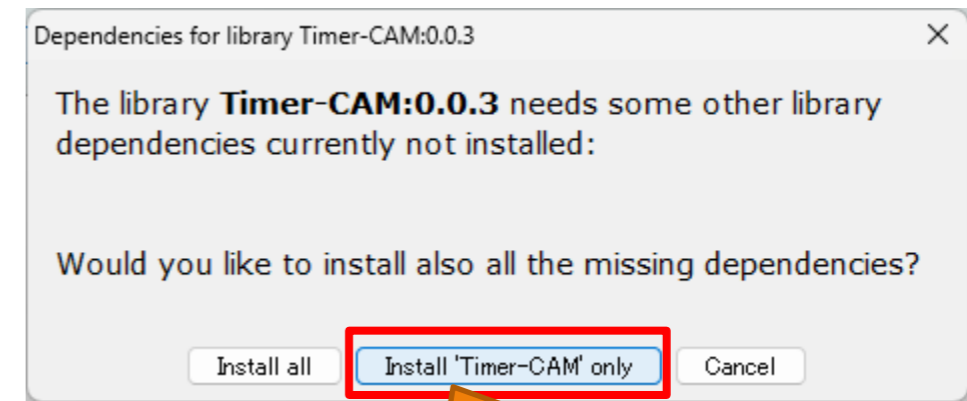 Dependencies for library Timer-CAM:0.0.3
The library Timer-CAM:0.0.3 needs some other library
dependencies currently not installed:
Would you like to install also all the missing dependencies?
Install all
Install 'Timer-CAM' only
Cancel